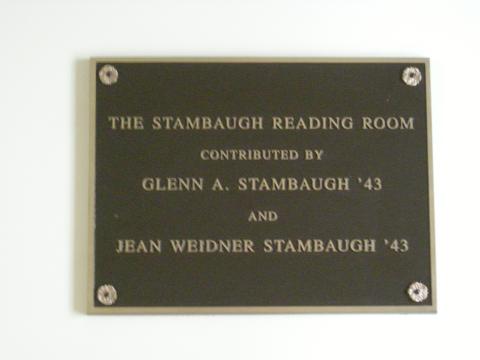 THE STAMBAUGH READING ROOM
CONTRIBUTED BY
GLENN A. STAMBAUGH '43
AND
JEAN WEIDNER STAMBAUGH '43